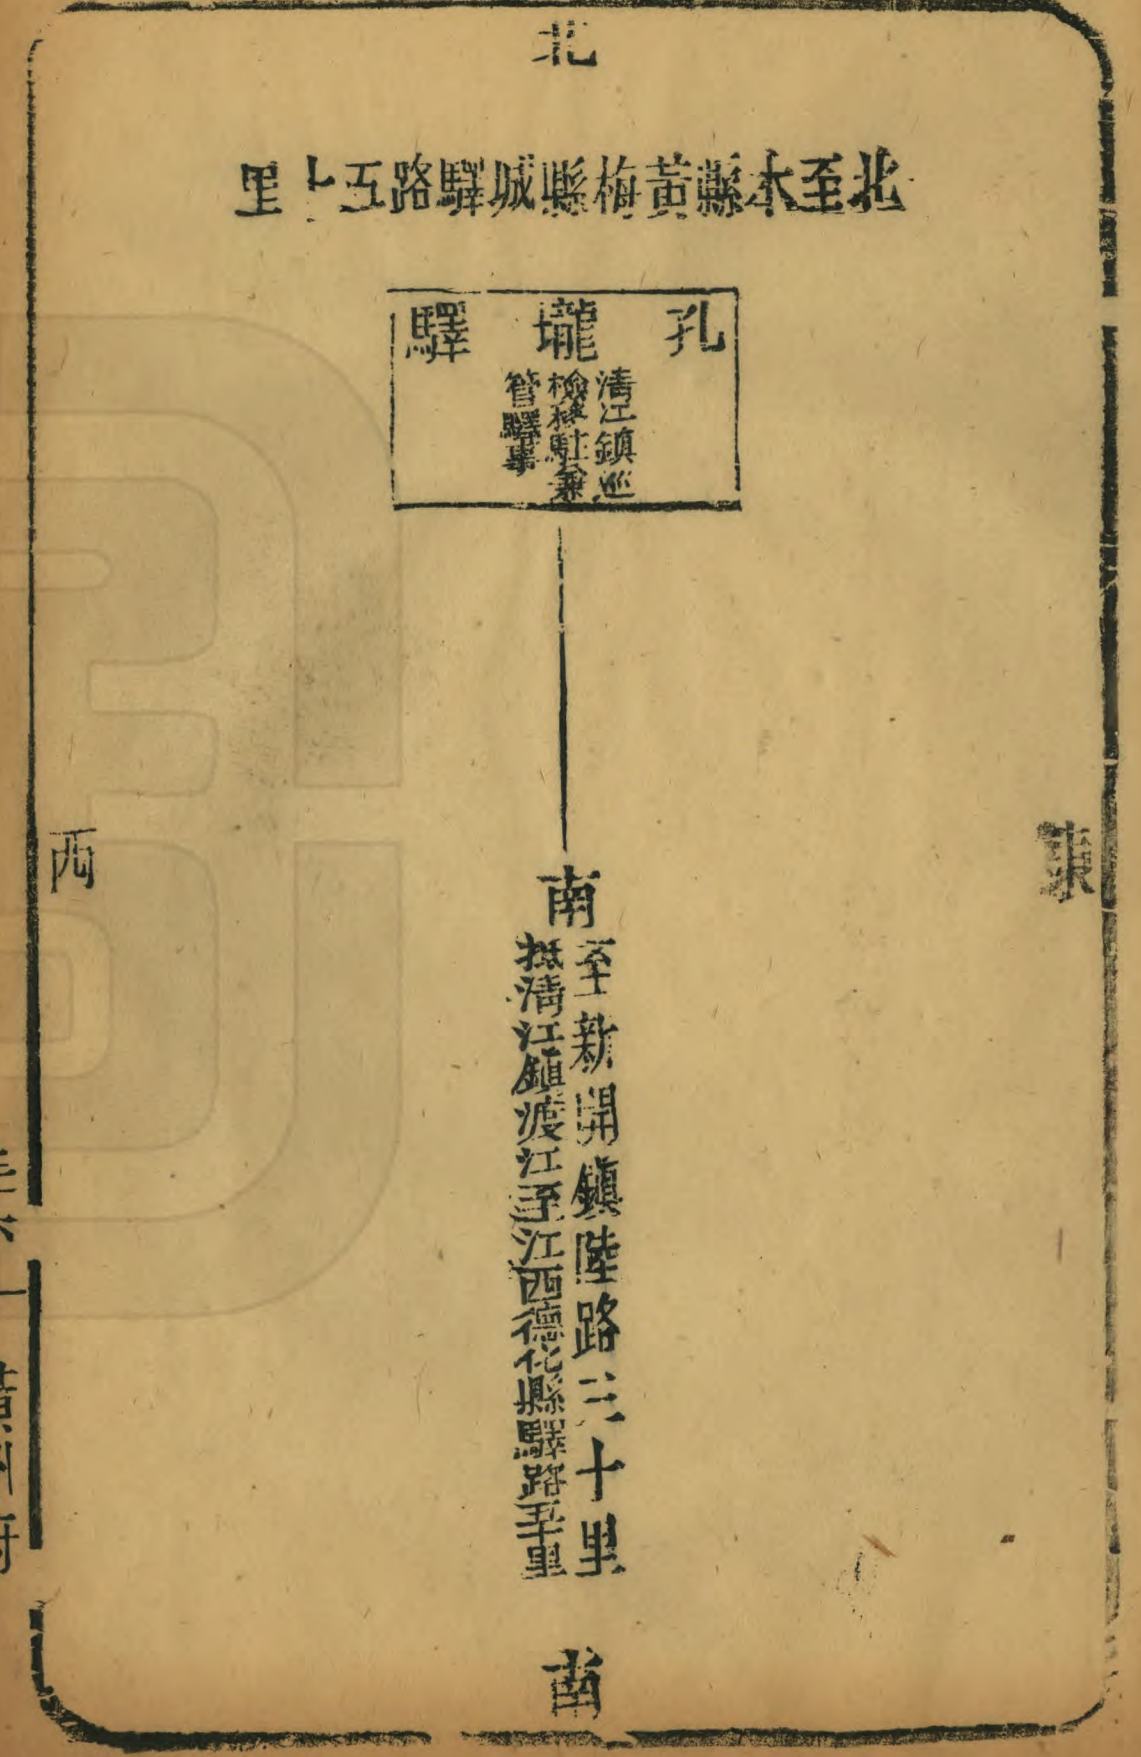 北
北至本縣黃梅縣城驛路五十里
孔壠驛
清江鎮巡
檢移駐兼
管驛事
東
西
南
至新開鎮陸路三十里
抵清江鎮渡江至江西德化縣驛路五十里
南
黃州府